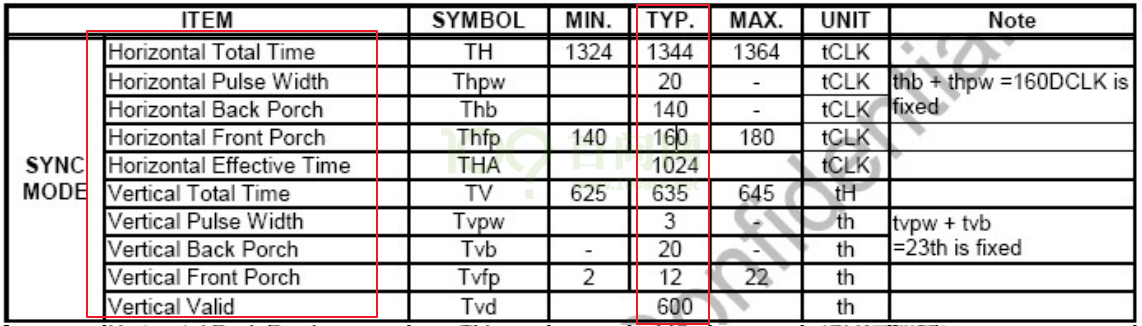 ITEM SYMBOL MIN. TYP. MAX. UNIT Note
SYNC MODE
Horizontal Total Time TH 1324 1344 1364 tCLK
Horizontal Pulse Width Thpw 20 - tCLK thb + thpw =160DCLK is fixed
Horizontal Back Porch Thb 140 - tCLK
Horizontal Front Porch Thfp 140 160 180 tCLK
Horizontal Effective Time THA 1024 tCLK
Vertical Total Time TV 625 635 645 tH
Vertical Pulse Width Tvpw 3 - th tvpw + tvb =23th is fixed
Vertical Back Porch Tvb - 20 - th
Vertical Front Porch Tvfp 2 12 22 th
Vertical Valid Tvd 600 th
Confidential